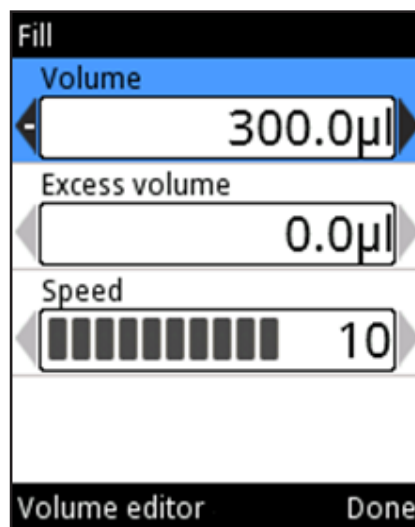 Fill
Volume
- 300.0µl
Excess volume
0.0µl
Speed
10
Volume editor Done